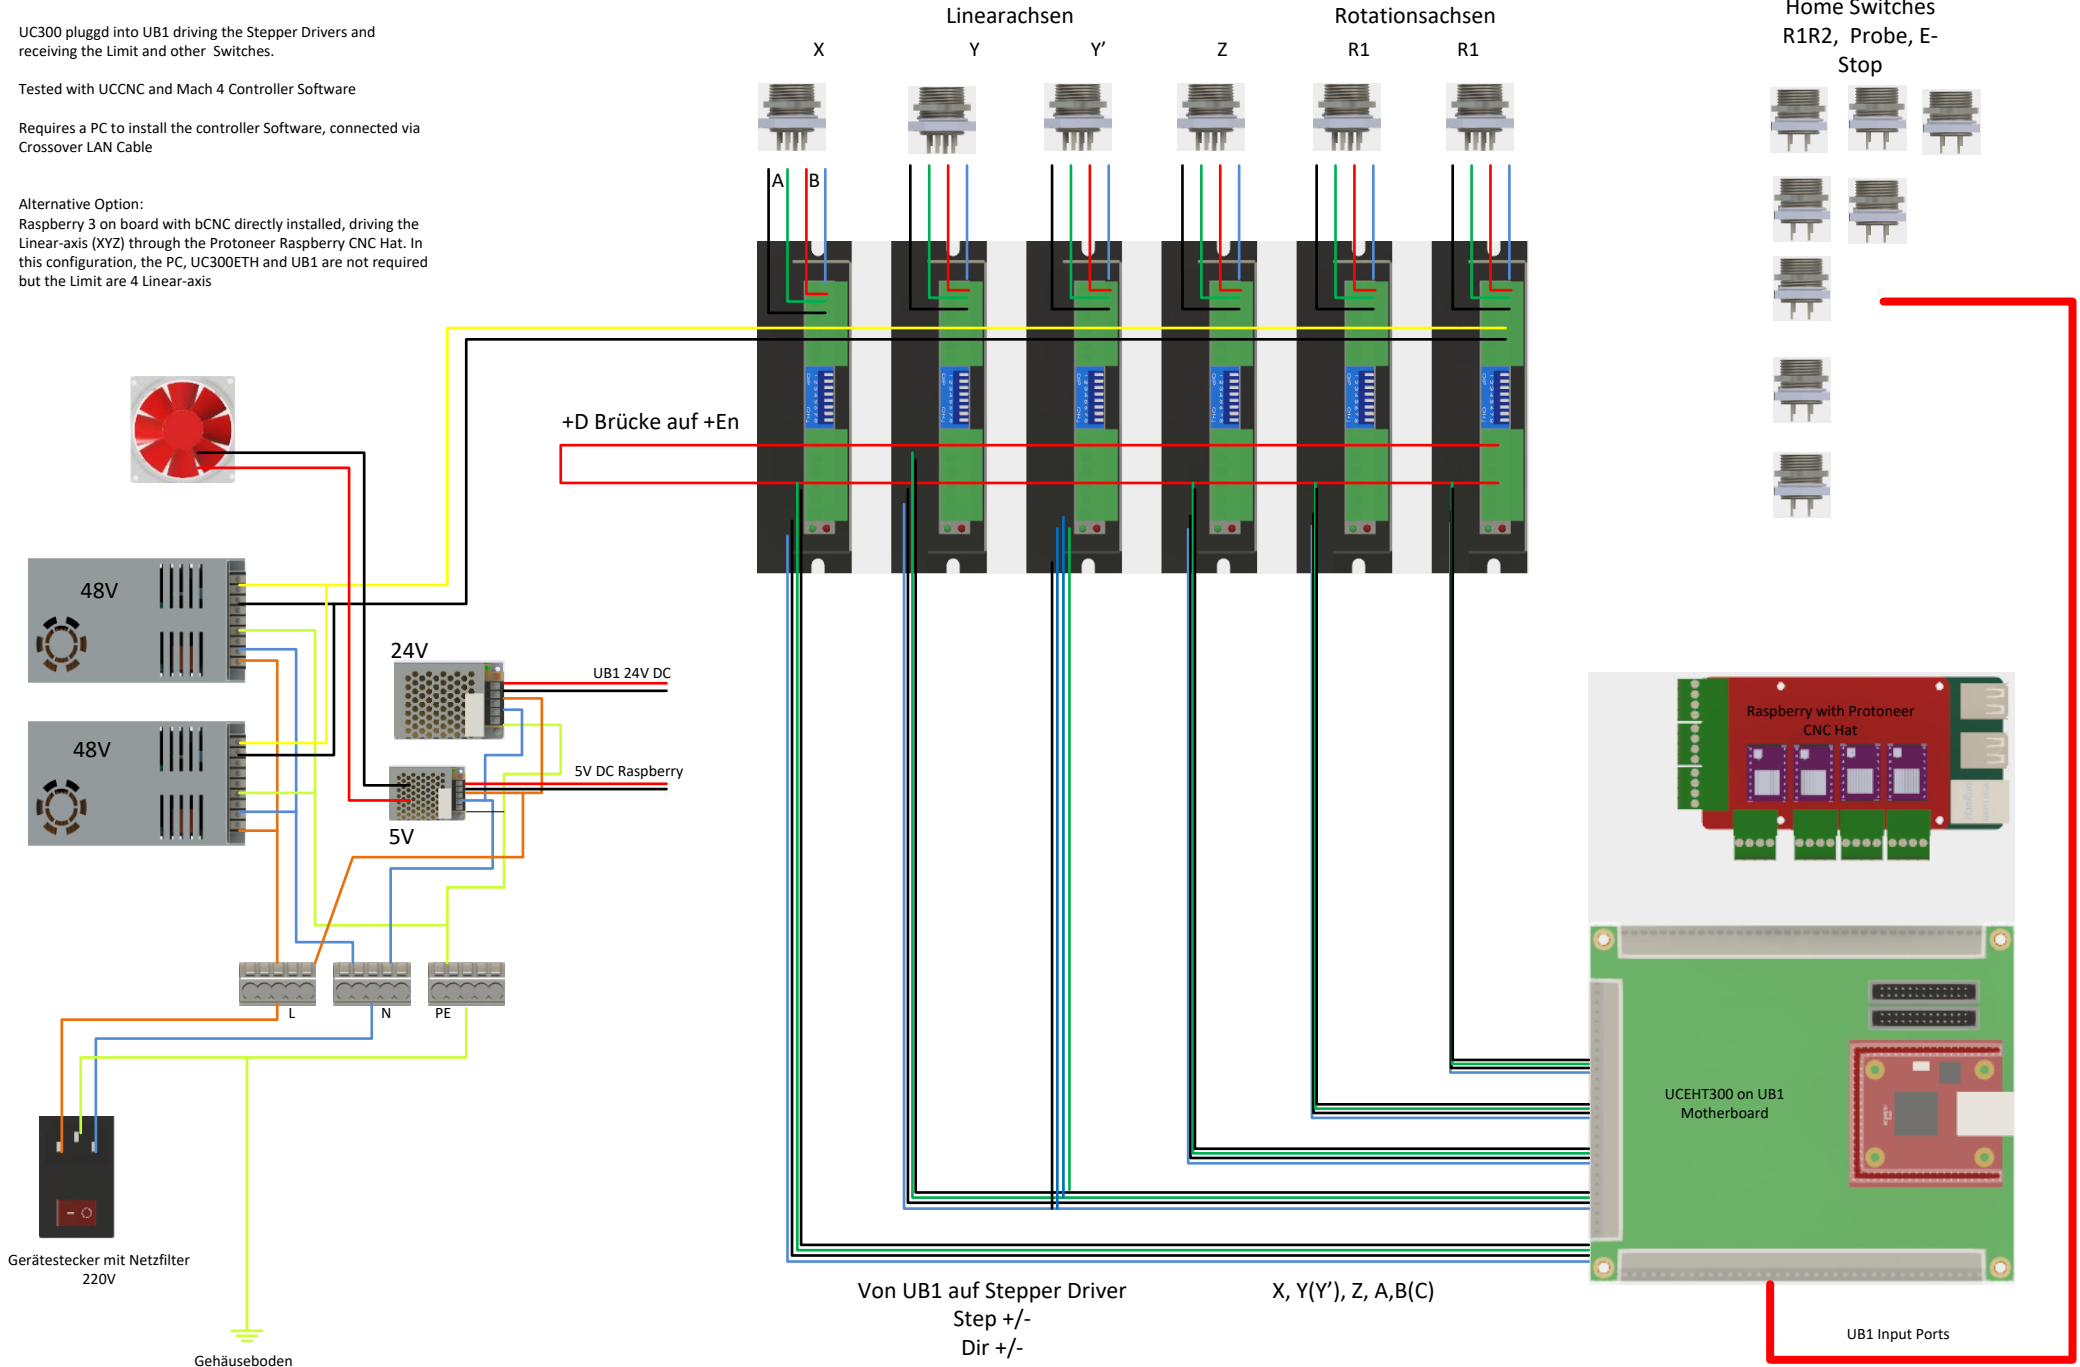 UC300 pluggd into UB1 driving the Stepper Drivers and
receiving the Limit and other Switches.
Tested with UCCNC and Mach 4 Controller Software
Requires a PC to install the controller Software, connected via
Crossover LAN Cable
Alternative Option:
Raspberry 3 on board with bCNC directly installed, driving the
Linear-axis (XYZ) through the Protoneer Raspberry CNC Hat. In
this configuration, the PC, UC300ETH and UB1 are not required
but the Limit are 4 Linear-axis
Linearachsen
Rotationsachsen
X
Y
Y’
Z
R1
R1
Home Switches
R1R2, Probe, E-
Stop
A
B
+D Brücke auf +En
48V
48V
24V
UB1 24V DC
5V DC Raspberry
5V
L
N
PE
Gerätestecker mit Netzfilter
220V
Gehäuseboden
Raspberry with Protoneer
CNC Hat
UCEHT300 on UB1
Motherboard
Von UB1 auf Stepper Driver
Step +/-
Dir +/-
X, Y(Y’), Z, A,B(C)
UB1 Input Ports